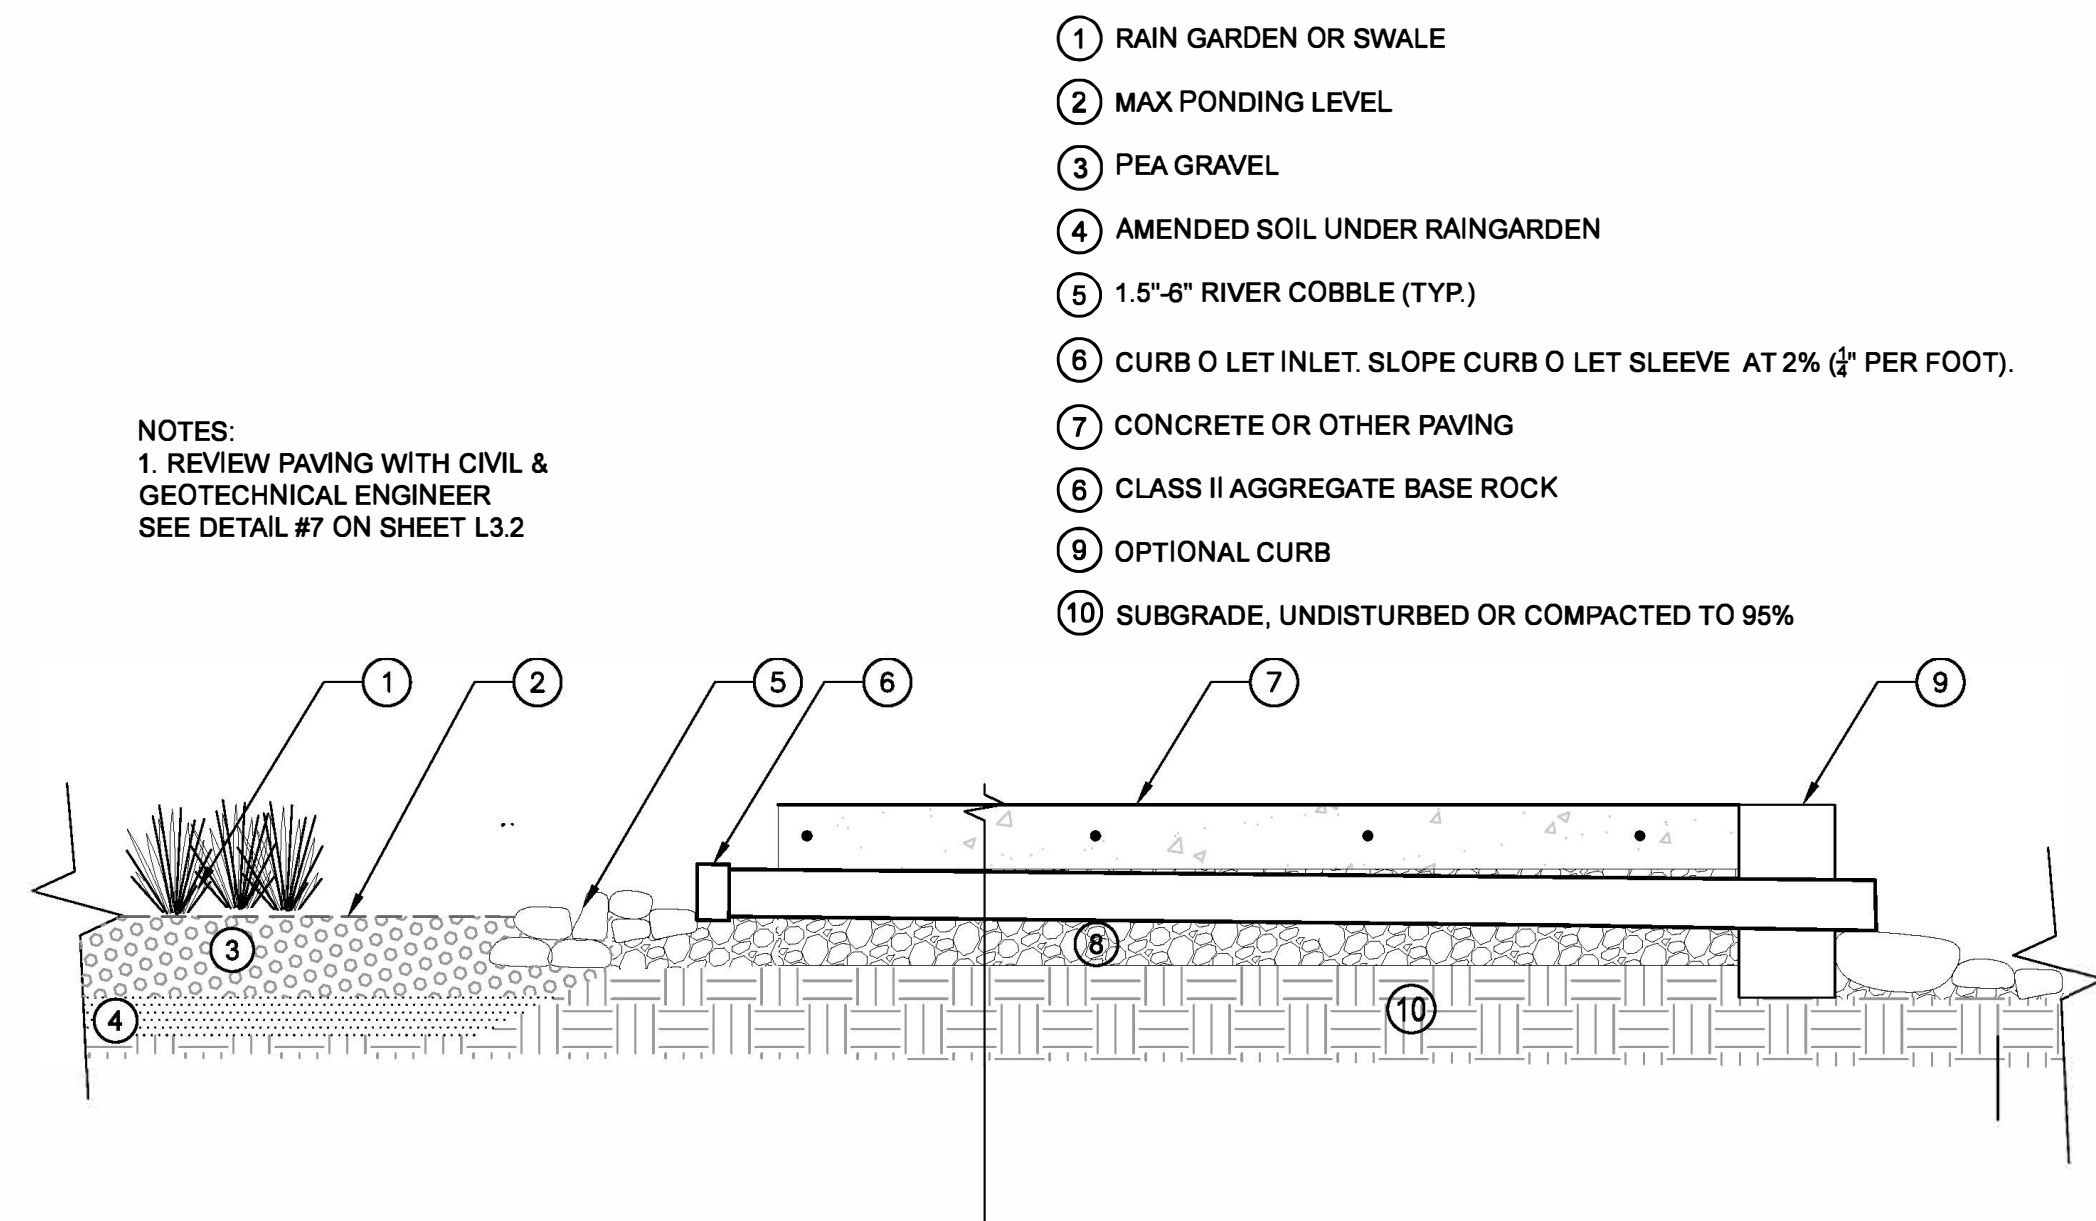 1 RAIN GARDEN OR SWALE
2 MAX PONDING LEVEL
3 PEA GRAVEL
4 AMENDED SOIL UNDER RAINGARDEN
5 1.5"-6" RIVER COBBLE (TYP.)
6 CURB O LET INLET. SLOPE CURB O LET SLEEVE AT 2% (1/4" PER FOOT).
7 CONCRETE OR OTHER PAVING
6 CLASS II AGGREGATE BASE ROCK
9 OPTIONAL CURB
10 SUBGRADE, UNDISTURBED OR COMPACTED TO 95%
NOTES:
1. REVIEW PAVING WITH CIVIL &
GEOTECHNICAL ENGINEER
SEE DETAIL #7 ON SHEET L3.2
1
2
5
6
7
9
3
8
4
10